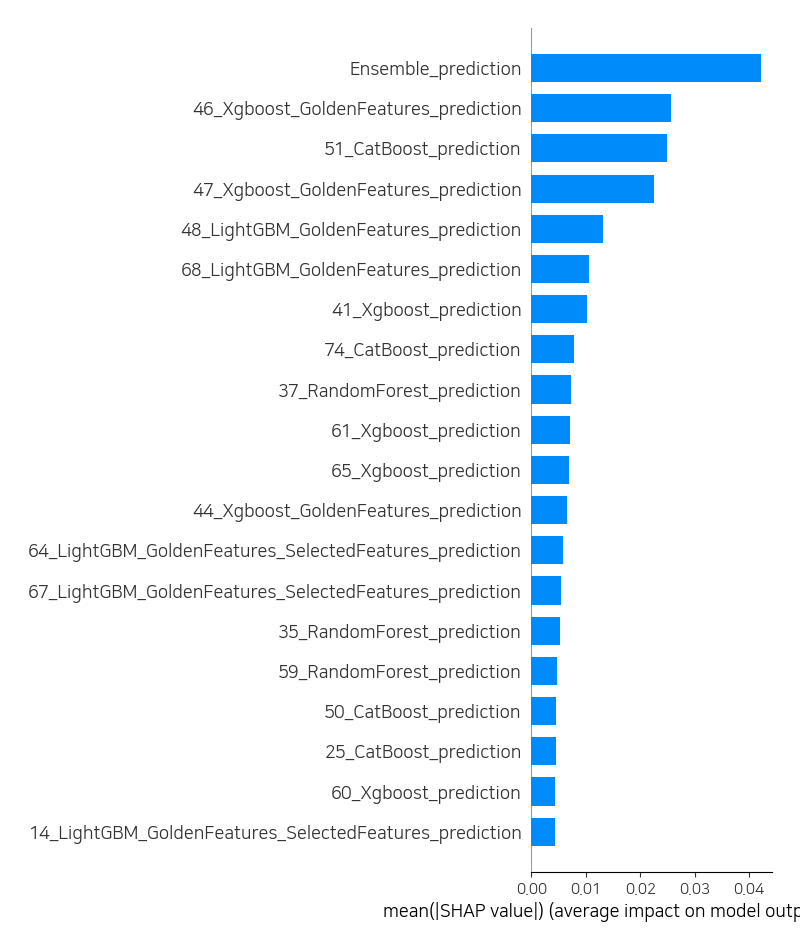 Ensemble_prediction
46_Xgboost_GoldenFeatures_prediction
51_CatBoost_prediction
47_Xgboost_GoldenFeatures_prediction
48_LightGBM_GoldenFeatures_prediction
68_LightGBM_GoldenFeatures_prediction
41_Xgboost_prediction
74_CatBoost_prediction
37_RandomForest_prediction
61_Xgboost_prediction
65_Xgboost_prediction
44_Xgboost_GoldenFeatures_prediction
64_LightGBM_GoldenFeatures_SelectedFeatures_prediction
67_LightGBM_GoldenFeatures_SelectedFeatures_prediction
35_RandomForest_prediction
59_RandomForest_prediction
50_CatBoost_prediction
25_CatBoost_prediction
60_Xgboost_prediction
14_LightGBM_GoldenFeatures_SelectedFeatures_prediction
0.00 0.01 0.02 0.03 0.04
mean(|SHAP value|) (average impact on model outp